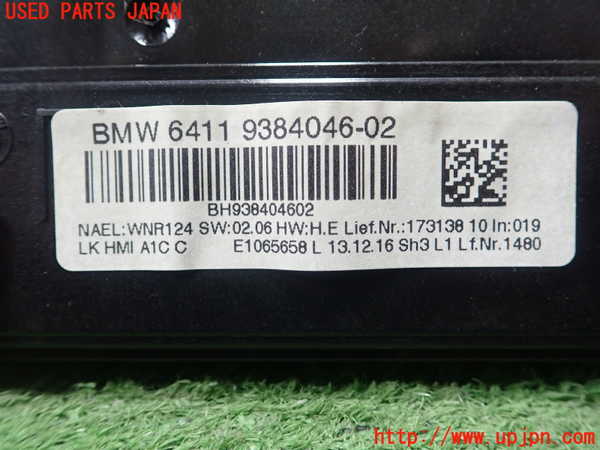 USED PARTS JAPAN
BMW 6411 9384046-02
BH938404602
NAEL:WNR124 SW:02.06 HW:H.E Lief.Nr.:173138 10 In:019
LK HMI A1C C E1065658 L 13.12.16 Sh3 L1 Lf.Nr.1480
http://www.upjpn.com